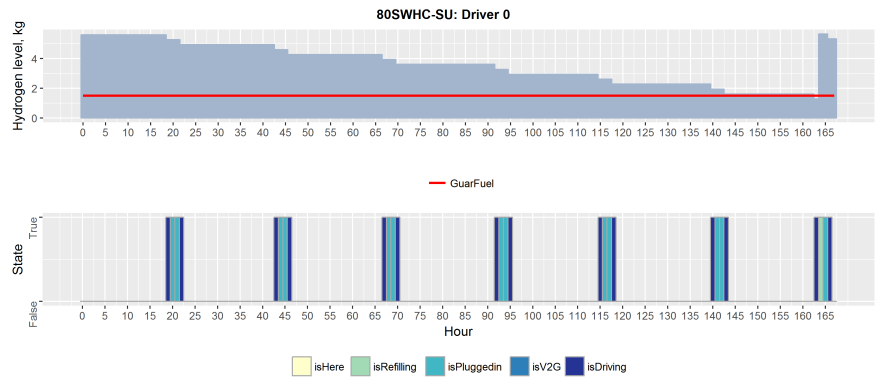 80SWHC-SU: Driver 0
Hydrogen level, kg
4
2
0
0 5 10 15 20 25 30 35 40 45 50 55 60 65 70 75 80 85 90 95 100 105 110 115 120 125 130 135 140 145 150 155 160 165
GuarFuel
State
True
False
0 5 10 15 20 25 30 35 40 45 50 55 60 65 70 75 80 85 90 95 100 105 110 115 120 125 130 135 140 145 150 155 160 165
Hour
isHere isRefilling isPluggedin isV2G isDriving